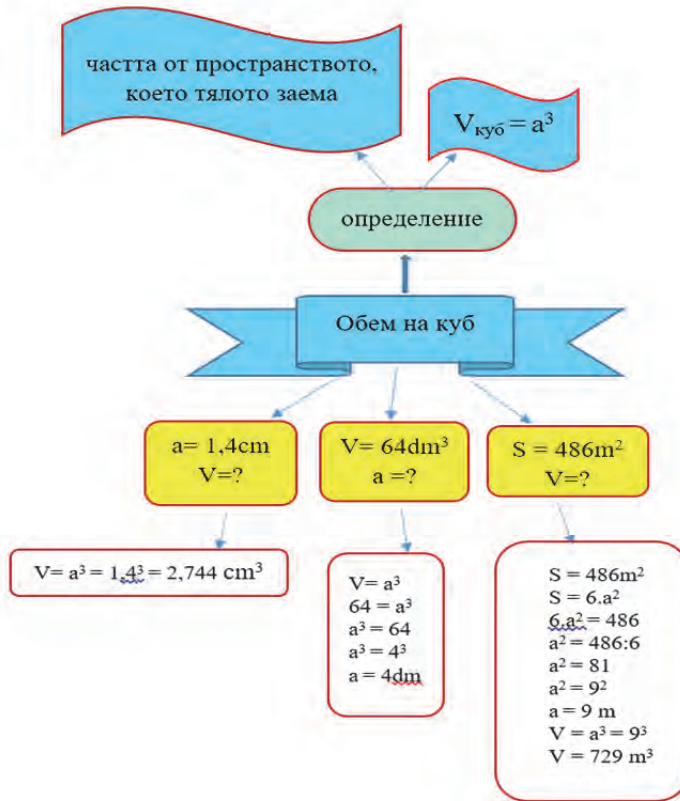 частта от пространството,
което тялото заема
Vкуб = a³
определение
Обем на куб
a= 1,4cm
V=?
V= 64dm³
a =?
S = 486m²
V=?
V= a³ = 1,4³ = 2,744 cm³
V= a³
64 = a³
a³ = 64
a³ = 4³
a = 4dm
S = 486m²
S = 6.a²
6.a² = 486
a² = 486:6
a² = 81
a² = 9²
a = 9 m
V = a³ = 9³
V = 729 m³